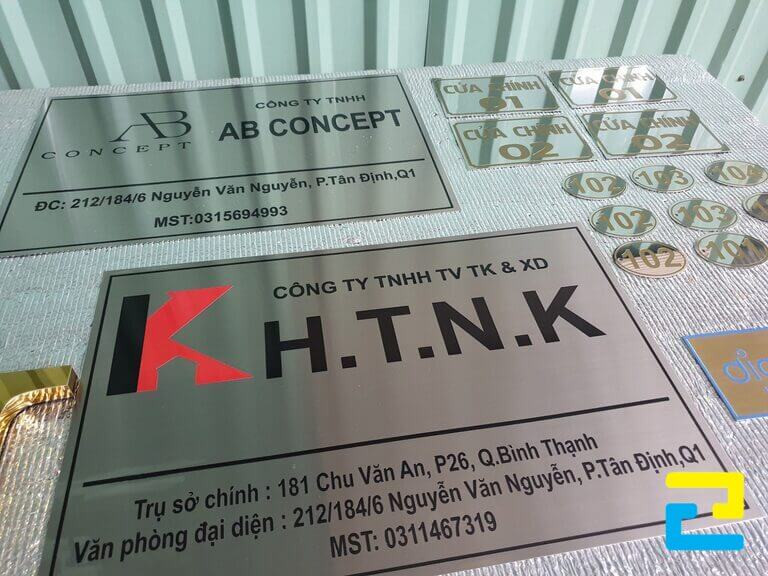 AB
CONCEPT
CÔNG TY TNHH
AB CONCEPT
ĐC: 212/184/6 Nguyễn Văn Nguyễn, P.Tân Định,Q1
MST:0315694993
CỬA CHÍNH
01
CỬA CHÍNH
01
CỬA CHÍNH
02
CỬA CHÍNH
02
102
103
104
102
103
102
101
K
CÔNG TY TNHH TV TK & XD
H.T.N.K
Trụ sở chính : 181 Chu Văn An, P26, Q.Bình Thạnh
Văn phòng đại diện : 212/184/6 Nguyễn Văn Nguyễn, P.Tân Định,Q1
MST: 0311467319